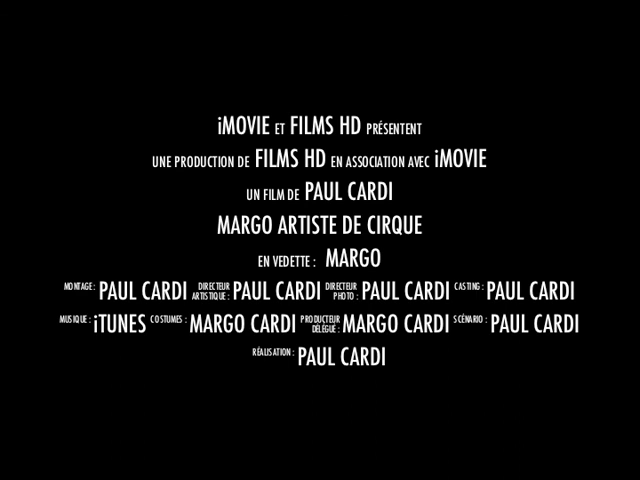 iMOVIE ET FILMS HD PRÉSENTENT
UNE PRODUCTION DE FILMS HD EN ASSOCIATION AVEC iMOVIE
UN FILM DE PAUL CARDI
MARGO ARTISTE DE CIRQUE
EN VEDETTE : MARGO
MONTAGE : PAUL CARDI DIRECTEUR ARTISTIQUE : PAUL CARDI DIRECTEUR PHOTO : PAUL CARDI CASTING : PAUL CARDI
MUSIQUE : iTUNES COSTUMES : MARGO CARDI PRODUCTEUR DÉLÉGUÉ : MARGO CARDI SCÉNARIO : PAUL CARDI
RÉALISATION : PAUL CARDI